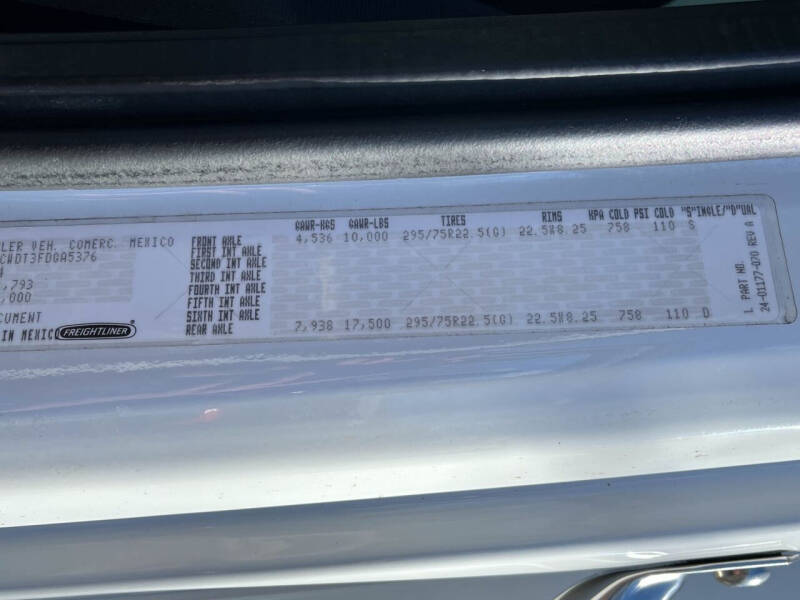 GAWR-KGS GAWR-LBS TIRES RIMS KPA COLD PSI COLD "S"INGLE/"D"UAL
LER VEH. COMERC. MEXICO FRONT AXLE 4,536 10,000 295/75R22.5(G) 22.5X8.25 758 110 S
CWDT3FDGA5376 FIRST INT AXLE
SECOND INT AXLE
THIRD INT AXLE
,793 FOURTH INT AXLE
,000 FIFTH INT AXLE
CUMENT SIXTH INT AXLE
IN MEXICO FREIGHTLINER REAR AXLE 7,938 17,500 295/75R22.5(G) 22.5X8.25 758 110 D
L PART NO.
24-01177-070 REV A